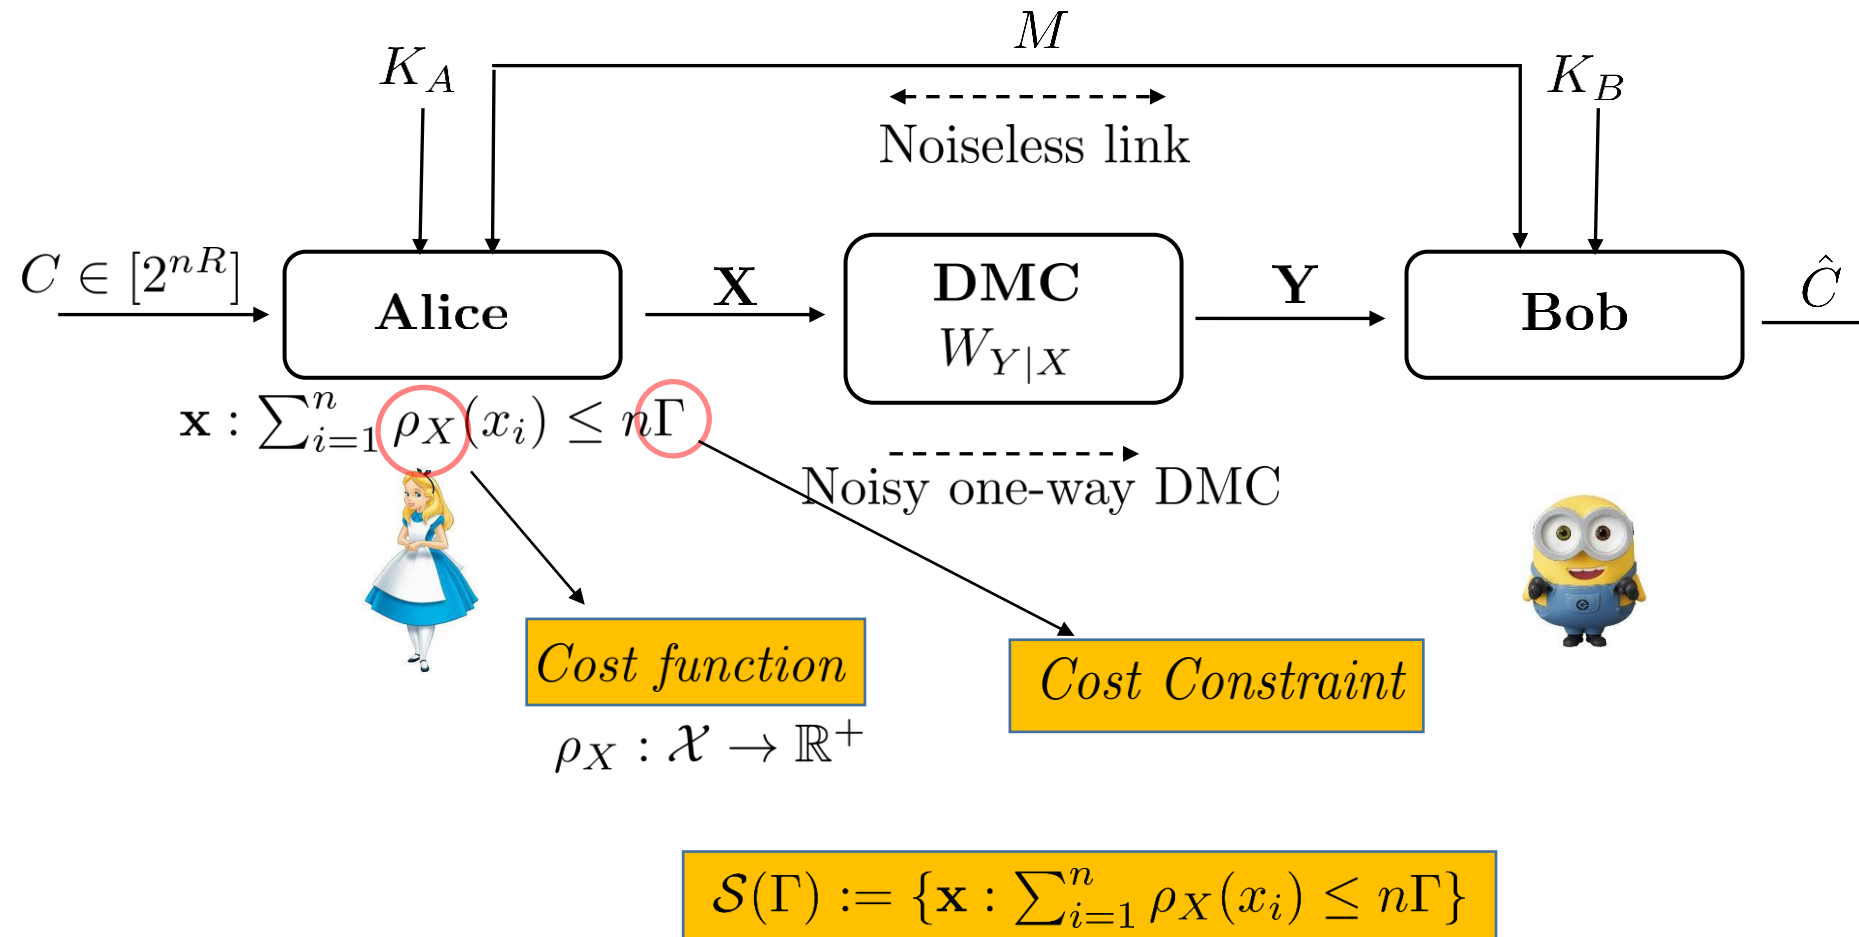 M
K_A
K_B
Noiseless link
C ∈ [2^{nR}]
Alice
X
DMC
W_{Y|X}
Y
Bob
Ĉ
x : ∑_{i=1}^{n} ρ_X(x_i) ≤ nΓ
Noisy one-way DMC
Cost function
Cost Constraint
ρ_X : 𝒳 → ℝ^+
𝒮(Γ) := {x : ∑_{i=1}^{n} ρ_X(x_i) ≤ nΓ}